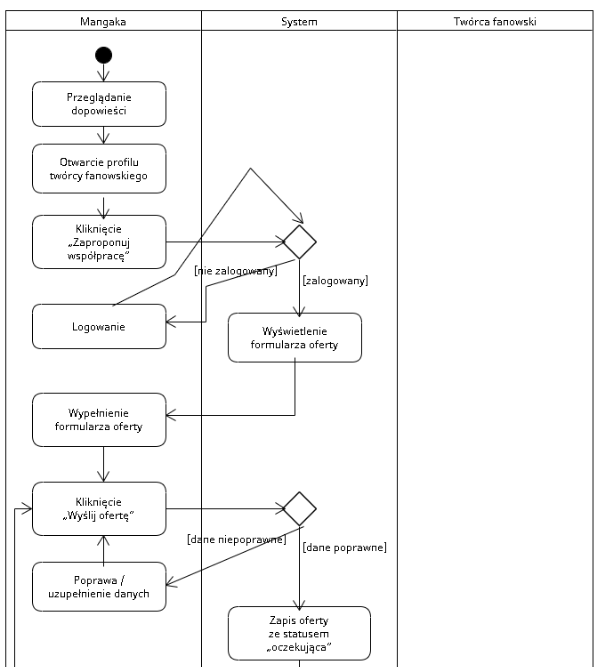 Mangaka
System
Twórca fanowski
Przeglądanie
dopowieści
Otwarcie profilu
twórcy fanowskiego
Kliknięcie
„Zaproponuj
współpracę”
[nie zalogowany]
[zalogowany]
Logowanie
Wyświetlenie
formularza oferty
Wypełnienie
formularza oferty
Kliknięcie
„Wyślij ofertę”
[dane niepoprawne]
[dane poprawne]
Poprawa /
uzupełnienie danych
Zapis oferty
ze statusem
„oczekująca”